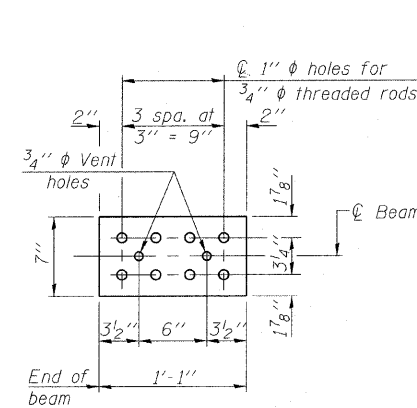 ℄ 1" φ holes for
3/4" φ threaded rods
2"
3 spa. at
3" = 9"
2"
3/4" φ Vent
holes
1 7/8"
℄ Beam
7"
3 1/4"
1 7/8"
3 1/2"
6"
3 1/2"
End of
beam
1'-1"